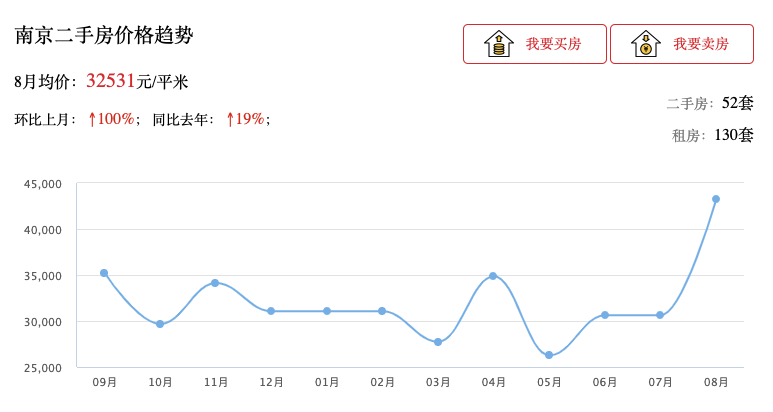 南京二手房价格趋势
我要买房
我要卖房
8月均价：32531元/平米
环比上月：↑100%；同比去年：↑19%；
二手房：52套
租房：130套
45,000
40,000
35,000
30,000
25,000
09月 10月 11月 12月 01月 02月 03月 04月 05月 06月 07月 08月